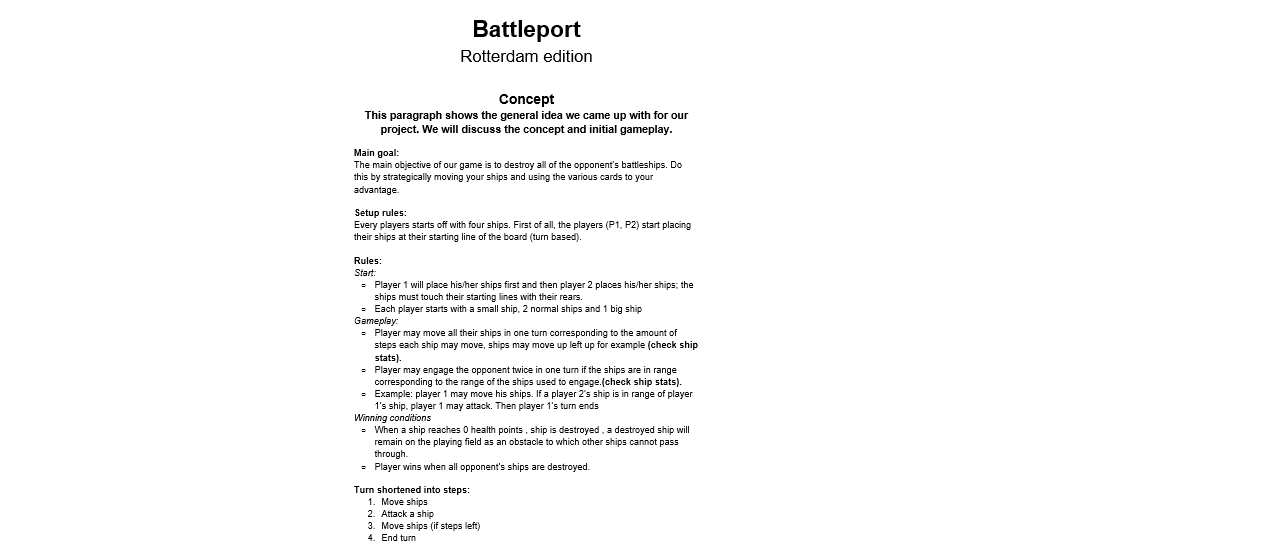 Battleport
Rotterdam edition
Concept
This paragraph shows the general idea we came up with for our
project. We will discuss the concept and initial gameplay.
Main goal:
The main objective of our game is to destroy all of the opponent's battleships. Do
this by strategically moving your ships and using the various cards to your
advantage.
Setup rules:
Every players starts off with four ships. First of all, the players (P1, P2) start placing
their ships at their starting line of the board (turn based).
Rules:
Start:
○ Player 1 will place his/her ships first and then player 2 places his/her ships; the
ships must touch their starting lines with their rears.
○ Each player starts with a small ship, 2 normal ships and 1 big ship
Gameplay:
○ Player may move all their ships in one turn corresponding to the amount of
steps each ship may move, ships may move up left up for example (check ship
stats).
○ Player may engage the opponent twice in one turn if the ships are in range
corresponding to the range of the ships used to engage.(check ship stats).
○ Example: player 1 may move his ships. If a player 2's ship is in range of player
1's ship, player 1 may attack. Then player 1's turn ends
Winning conditions
○ When a ship reaches 0 health points , ship is destroyed , a destroyed ship will
remain on the playing field as an obstacle to which other ships cannot pass
through.
○ Player wins when all opponent's ships are destroyed.
Turn shortened into steps:
1. Move ships
2. Attack a ship
3. Move ships (if steps left)
4. End turn